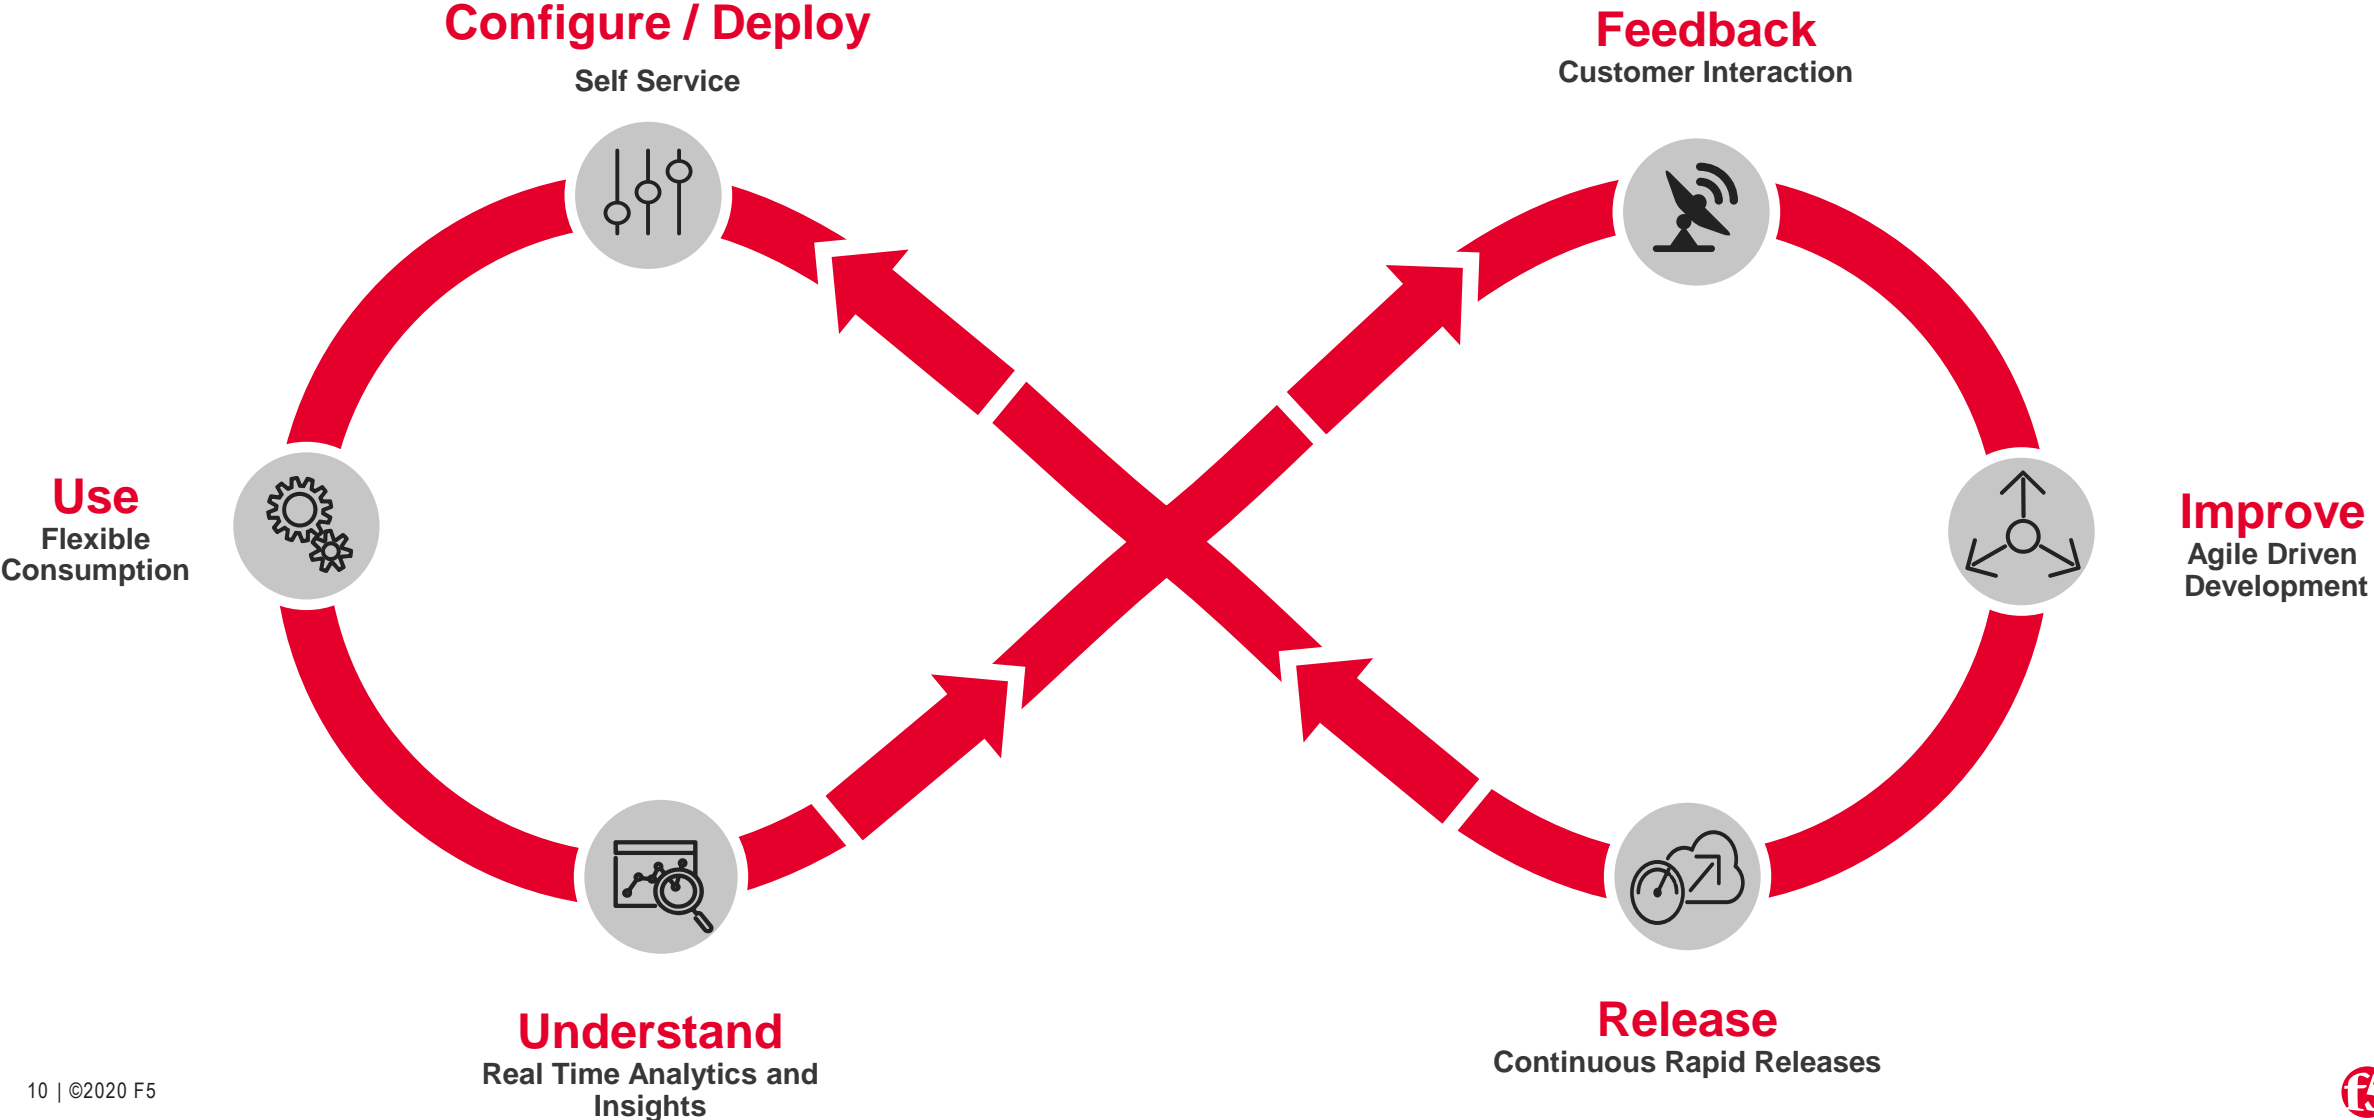 Configure / Deploy
Self Service
Feedback
Customer Interaction
Use
Flexible
Consumption
Improve
Agile Driven
Development
Understand
Real Time Analytics and
Insights
Release
Continuous Rapid Releases
10 | ©2020 F5